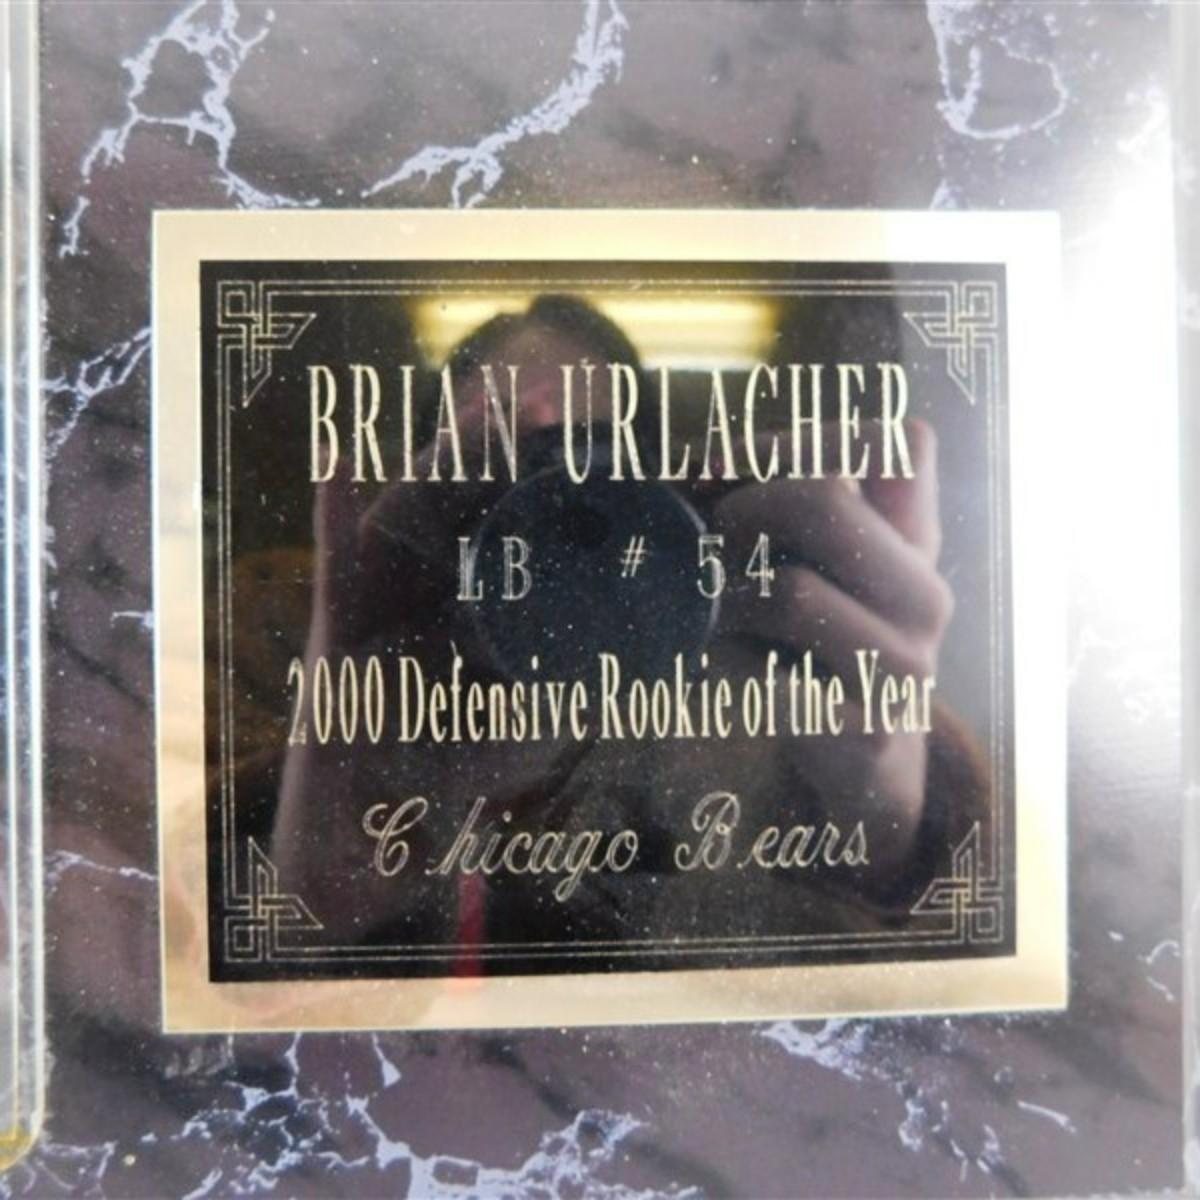 BRIAN URLACHER
LB # 54
2000 Defensive Rookie of the Year
Chicago Bears